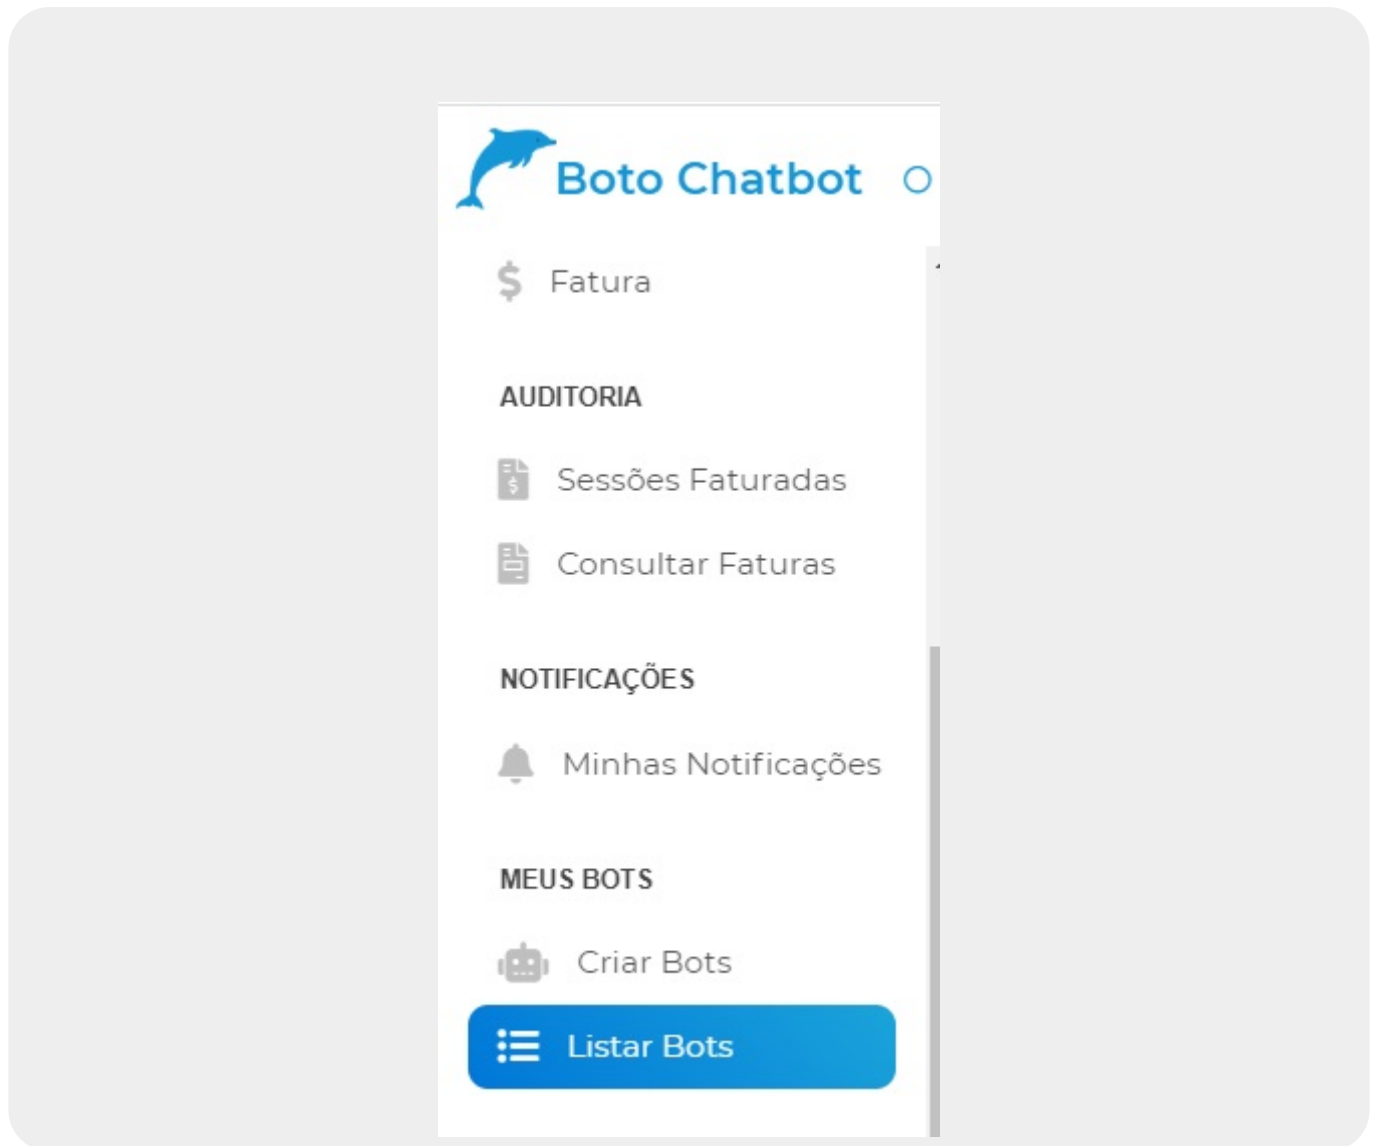 Boto Chatbot
Fatura
AUDITORIA
Sessões Faturadas
Consultar Faturas
NOTIFICAÇÕES
Minhas Notificações
MEUS BOTS
Criar Bots
Listar Bots